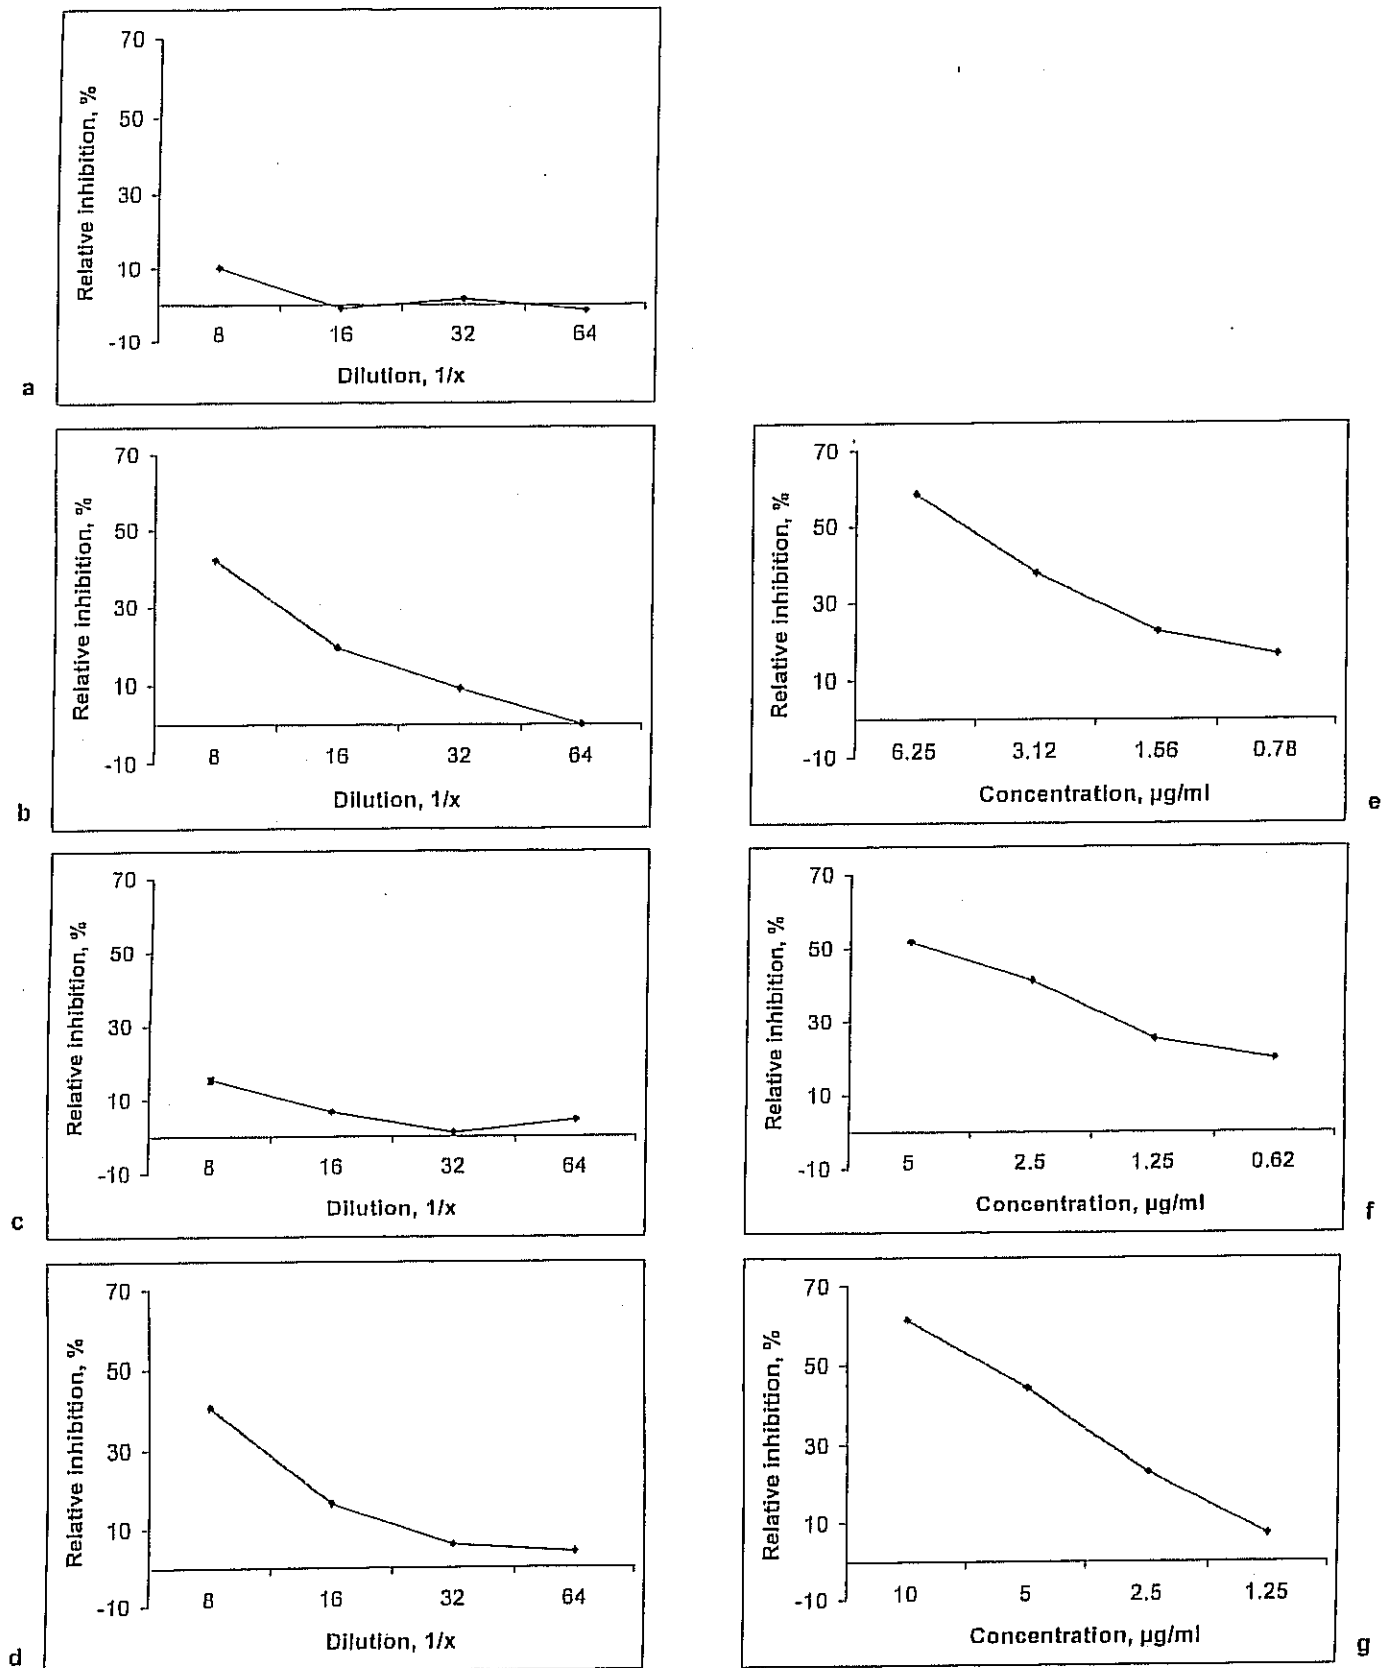 70
50
30
10
-10
Relative inhibition, %
8 16 32 64
Dilution, 1/x
a
70
50
30
10
-10
Relative inhibition, %
8 16 32 64
Dilution, 1/x
b
70
50
30
10
-10
Relative inhibition, %
8 16 32 64
Dilution, 1/x
c
70
50
30
10
-10
Relative inhibition, %
8 16 32 64
Dilution, 1/x
d
70
50
30
10
-10
Relative inhibition, %
6.25 3.12 1.56 0.78
Concentration, µg/ml
e
70
50
30
10
-10
Relative inhibition, %
5 2.5 1.25 0.62
Concentration, µg/ml
f
70
50
30
10
-10
Relative inhibition, %
10 5 2.5 1.25
Concentration, µg/ml
g